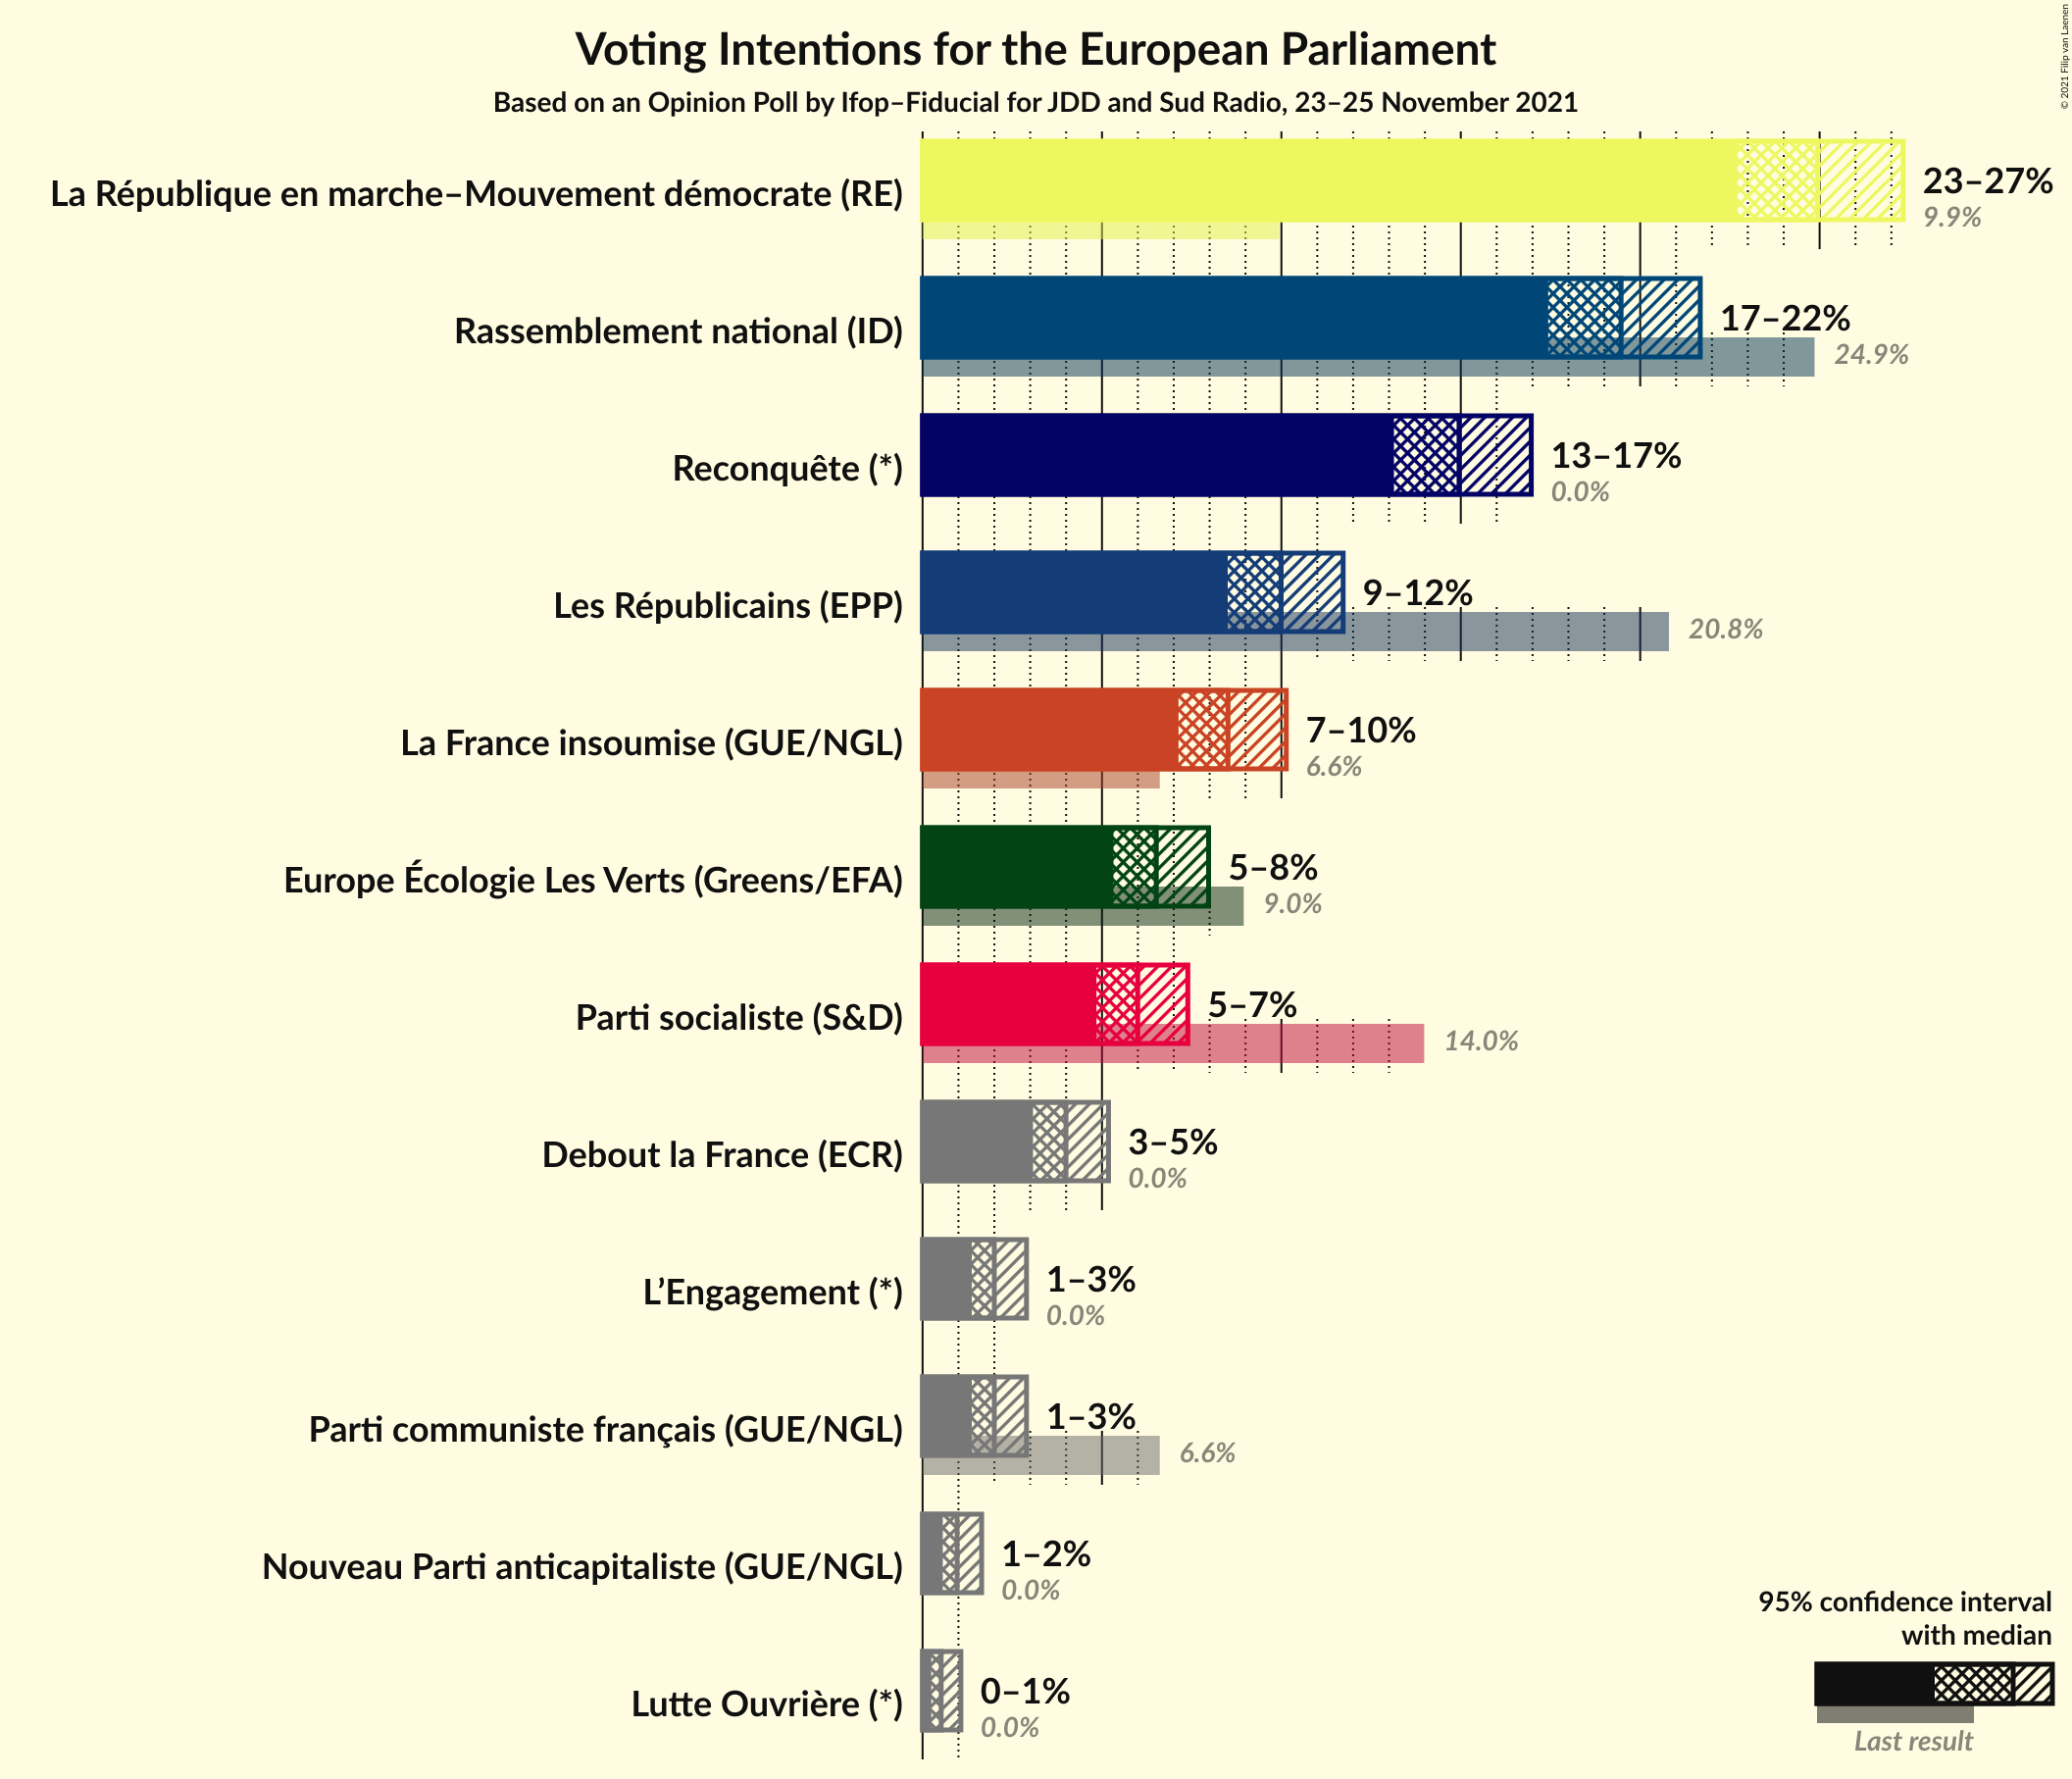 Voting Intentions for the European Parliament
Based on an Opinion Poll by Ifop–Fiducial for JDD and Sud Radio, 23–25 November 2021
© 2021 Filip van Laenen
La République en marche–Mouvement démocrate (RE)
23–27%
9.9%
Rassemblement national (ID)
17–22%
24.9%
Reconquête (*)
13–17%
0.0%
Les Républicains (EPP)
9–12%
20.8%
La France insoumise (GUE/NGL)
7–10%
6.6%
Europe Écologie Les Verts (Greens/EFA)
5–8%
9.0%
Parti socialiste (S&D)
5–7%
14.0%
Debout la France (ECR)
3–5%
0.0%
L’Engagement (*)
1–3%
0.0%
Parti communiste français (GUE/NGL)
1–3%
6.6%
Nouveau Parti anticapitaliste (GUE/NGL)
1–2%
0.0%
Lutte Ouvrière (*)
0–1%
0.0%
95% confidence interval
with median
Last result